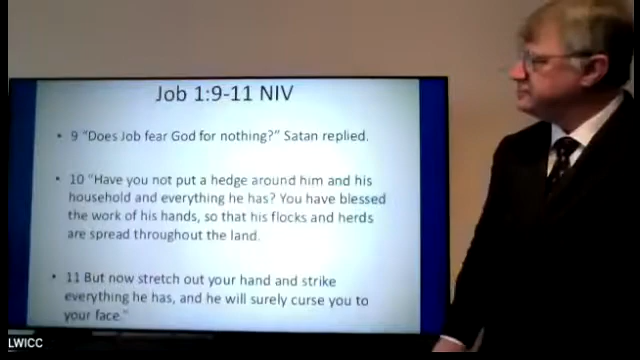 Job 1:9-11 NIV
• 9 “Does Job fear God for nothing?” Satan replied.
• 10 “Have you not put a hedge around him and his
household and everything he has? You have blessed
the work of his hands, so that his flocks and herds
are spread throughout the land.
• 11 But now stretch out your hand and strike
everything he has, and he will surely curse you to
your face.”
LWICC